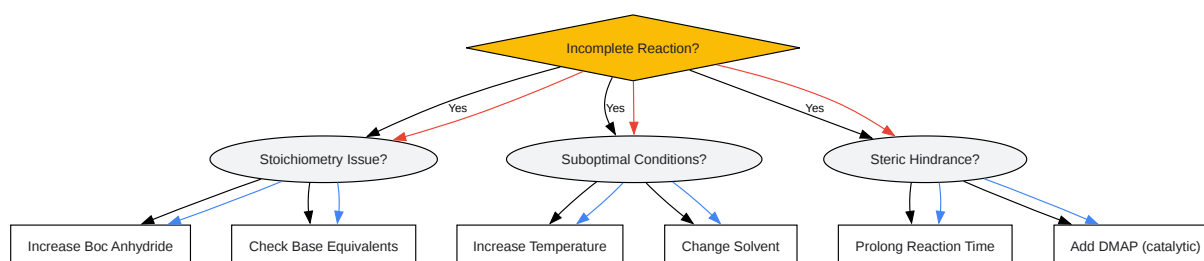 Incomplete Reaction?
Yes
Yes
Yes
Stoichiometry Issue?
Suboptimal Conditions?
Steric Hindrance?
Increase Boc Anhydride
Check Base Equivalents
Increase Temperature
Change Solvent
Prolong Reaction Time
Add DMAP (catalytic)